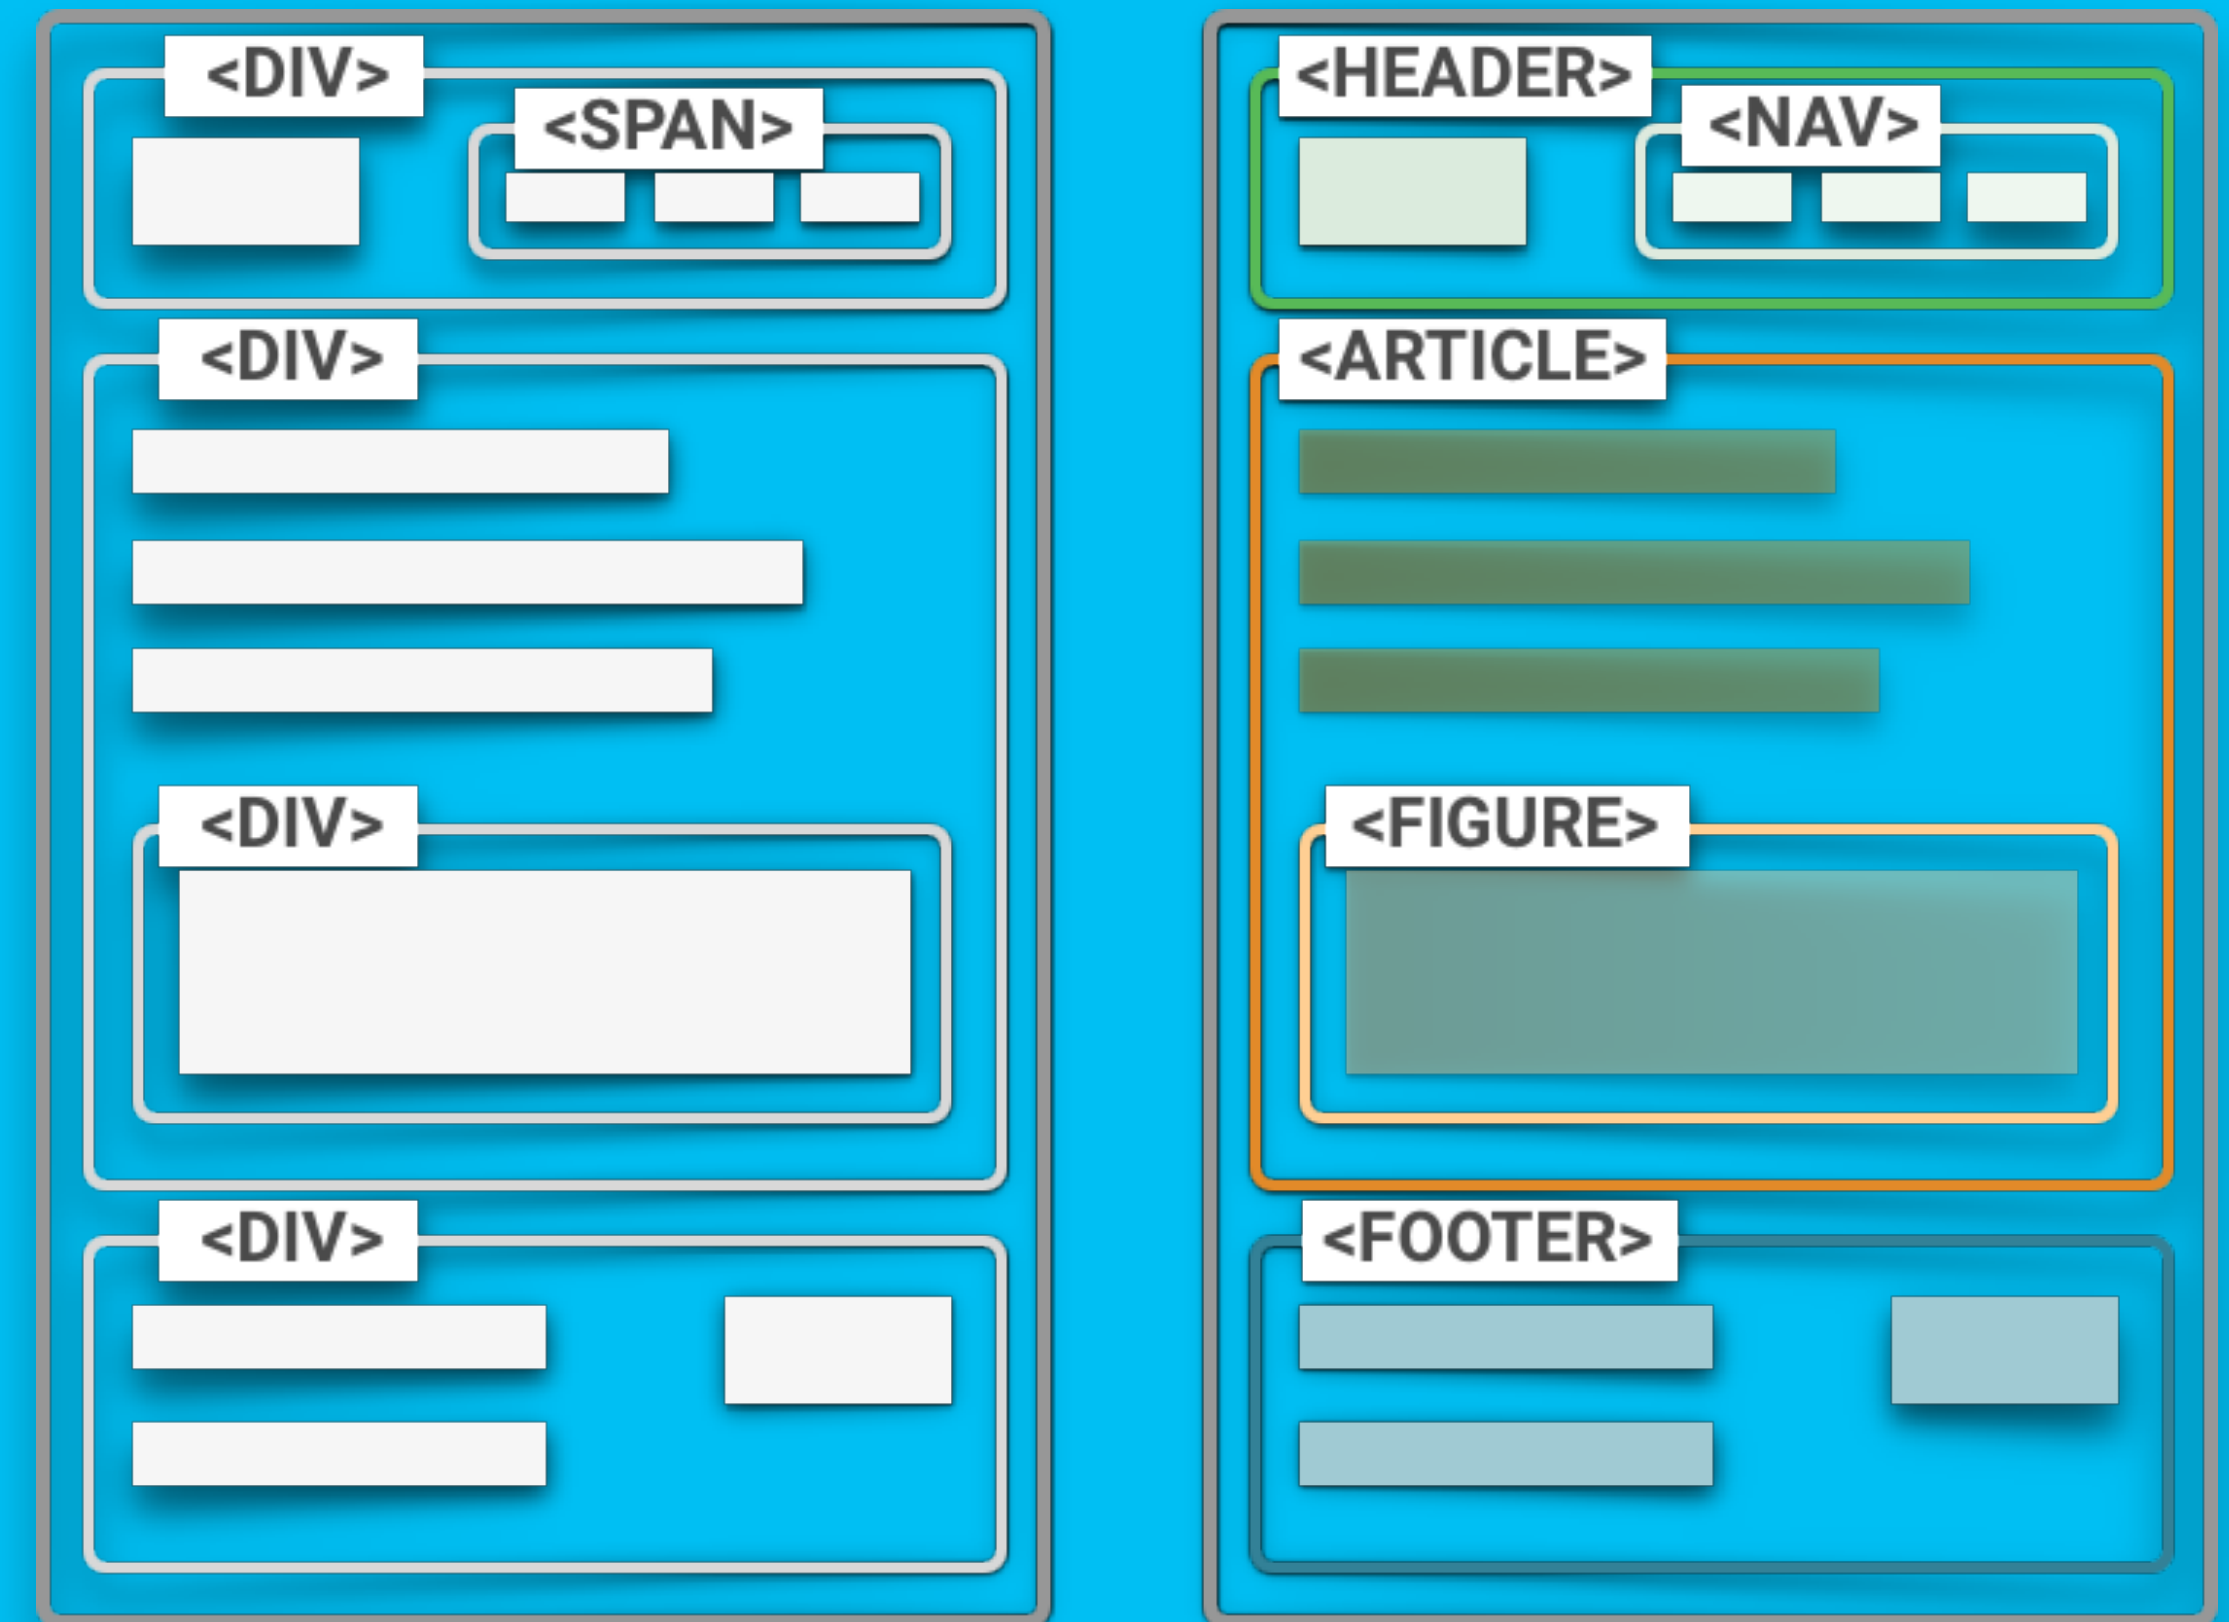 <DIV>
<SPAN>
<DIV>
<DIV>
<DIV>
<HEADER>
<NAV>
<ARTICLE>
<FIGURE>
<FOOTER>